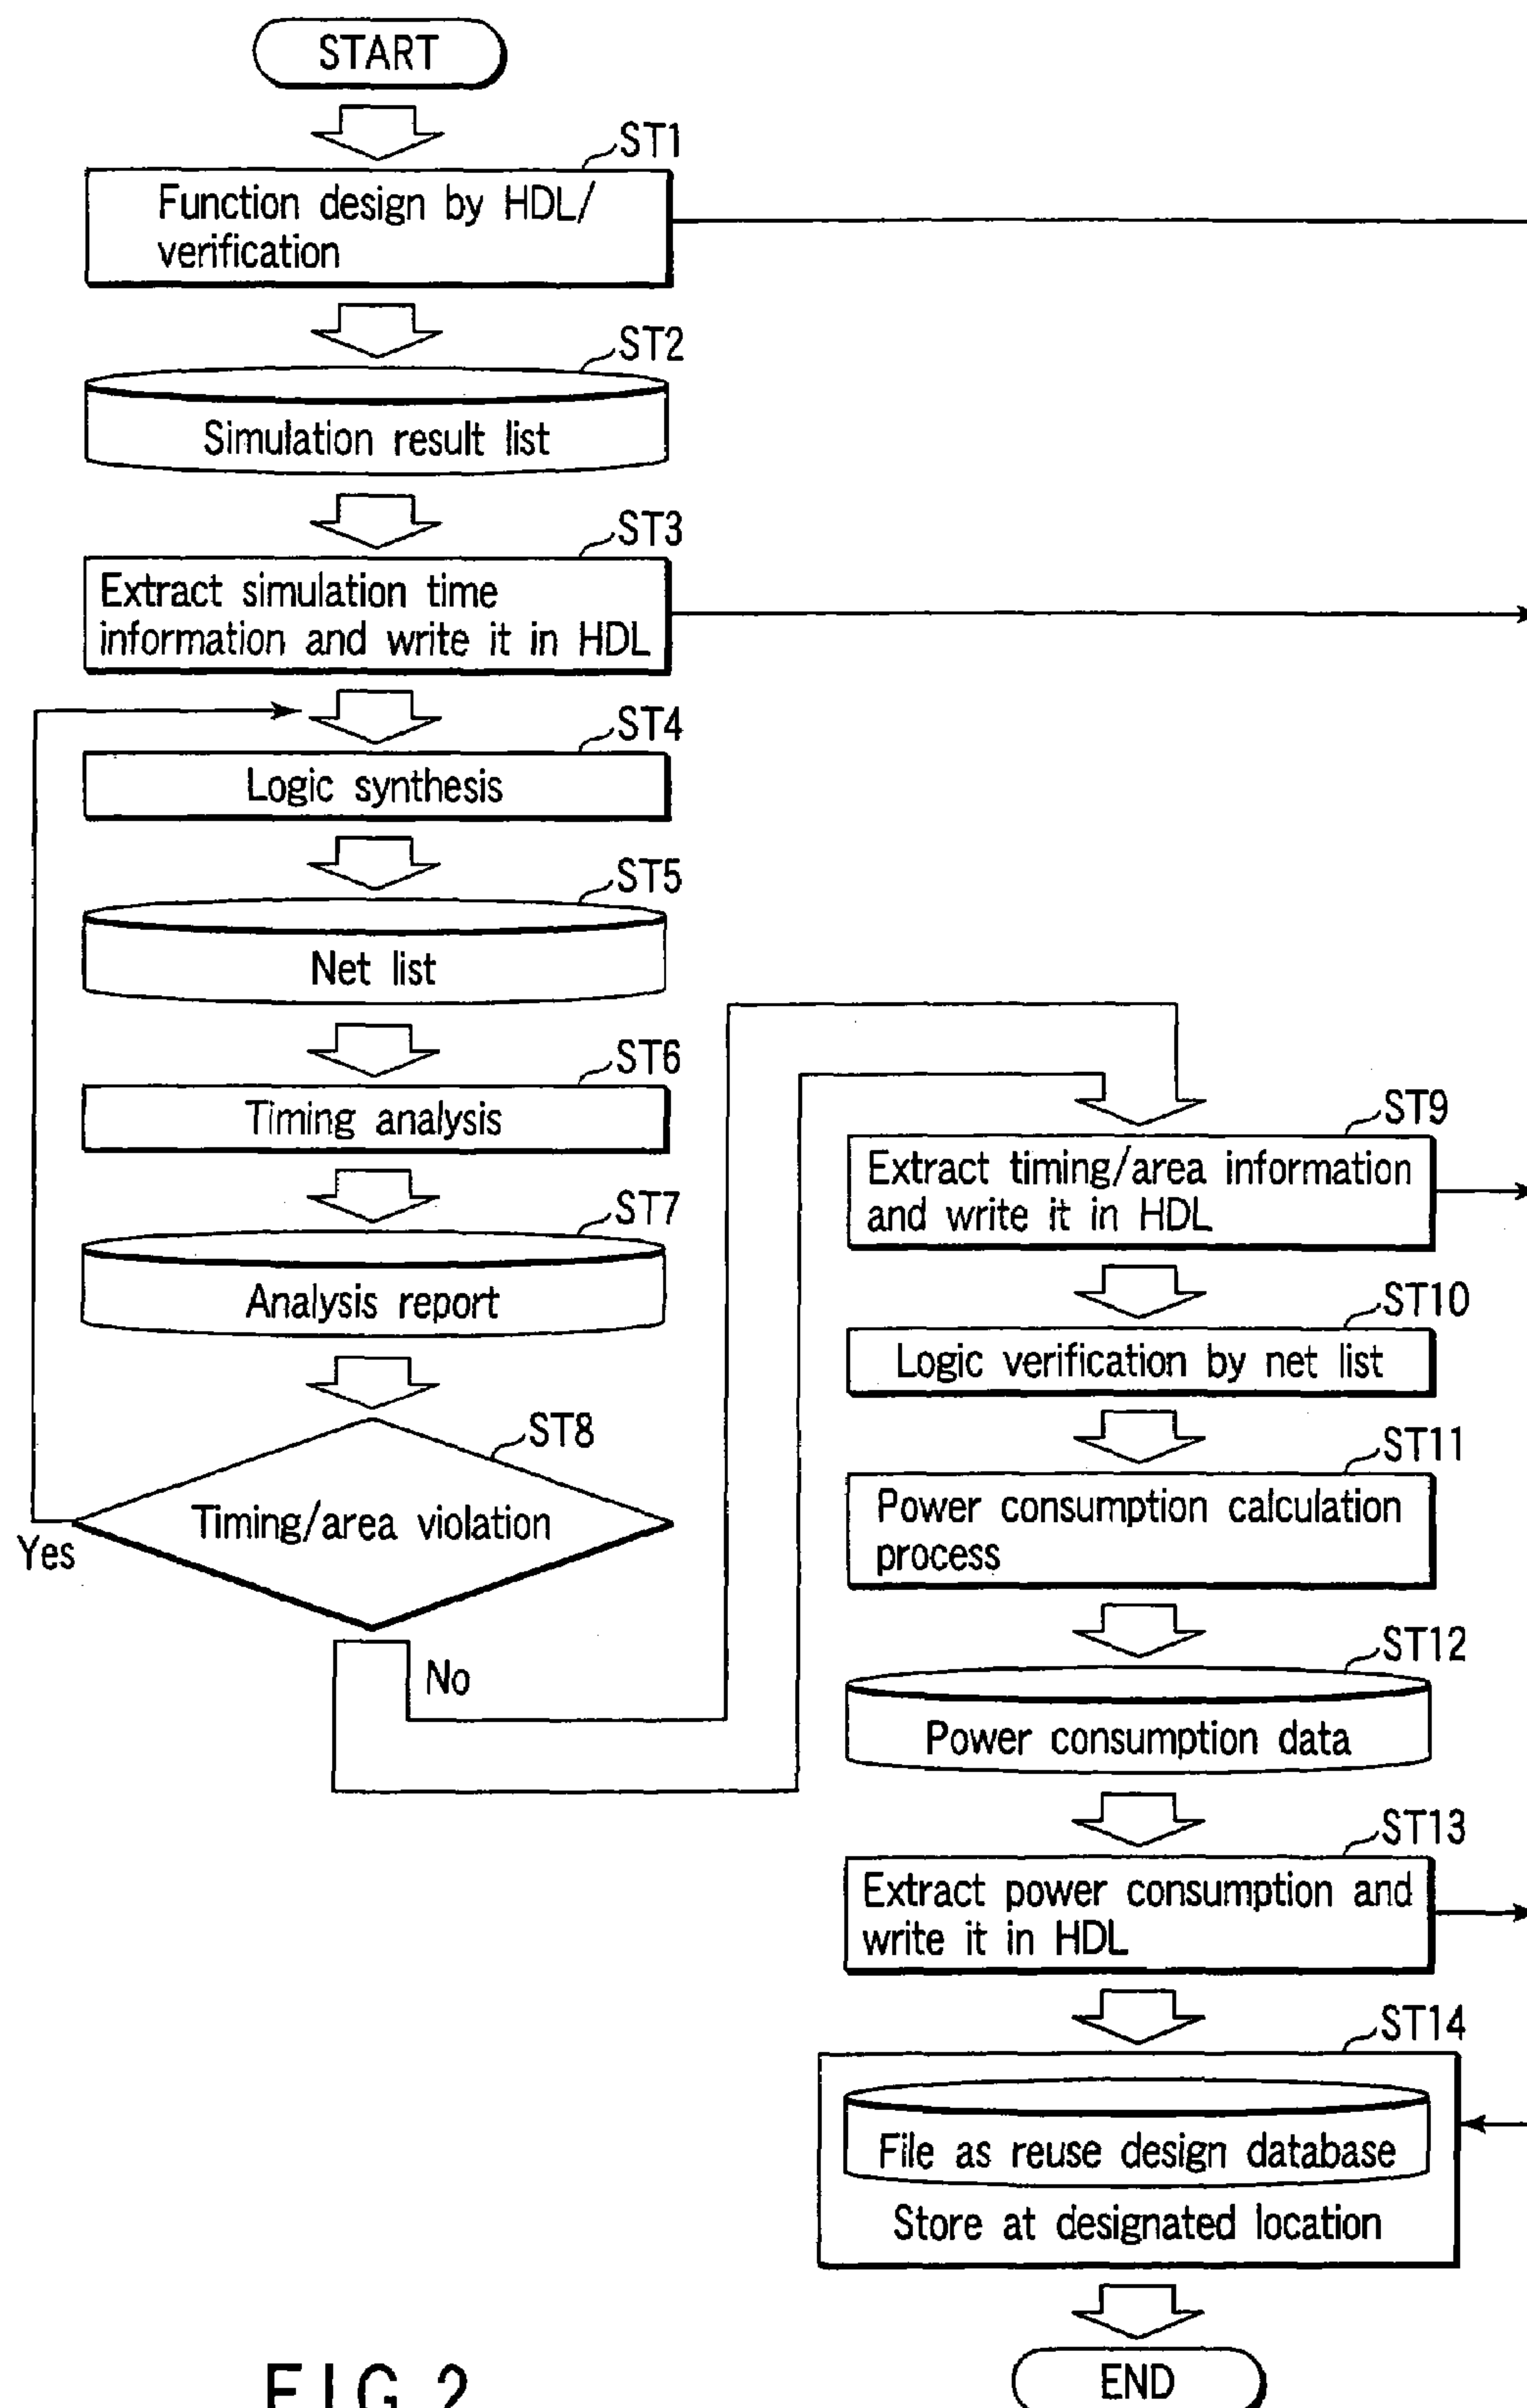 START
ST1
Function design by HDL/
verification
ST2
Simulation result list
ST3
Extract simulation time
information and write it in HDL
ST4
Logic synthesis
ST5
Net list
ST6
Timing analysis
ST7
Analysis report
ST8
Timing/area violation
Yes
No
ST9
Extract timing/area information
and write it in HDL
ST10
Logic verification by net list
ST11
Power consumption calculation
process
ST12
Power consumption data
ST13
Extract power consumption and
write it in HDL
ST14
File as reuse design database
Store at designated location
END
FIG. 2